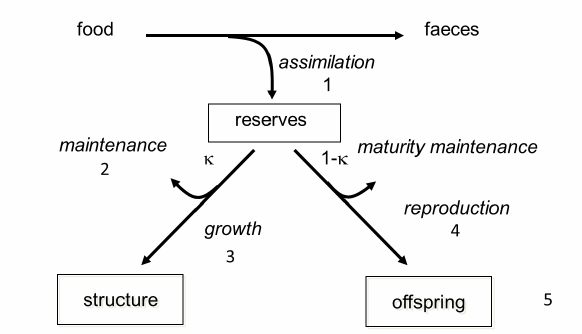 food
faeces
assimilation
1
reserves
maintenance
2
κ
1-κ
maturity maintenance
growth
3
reproduction
4
structure
offspring
5